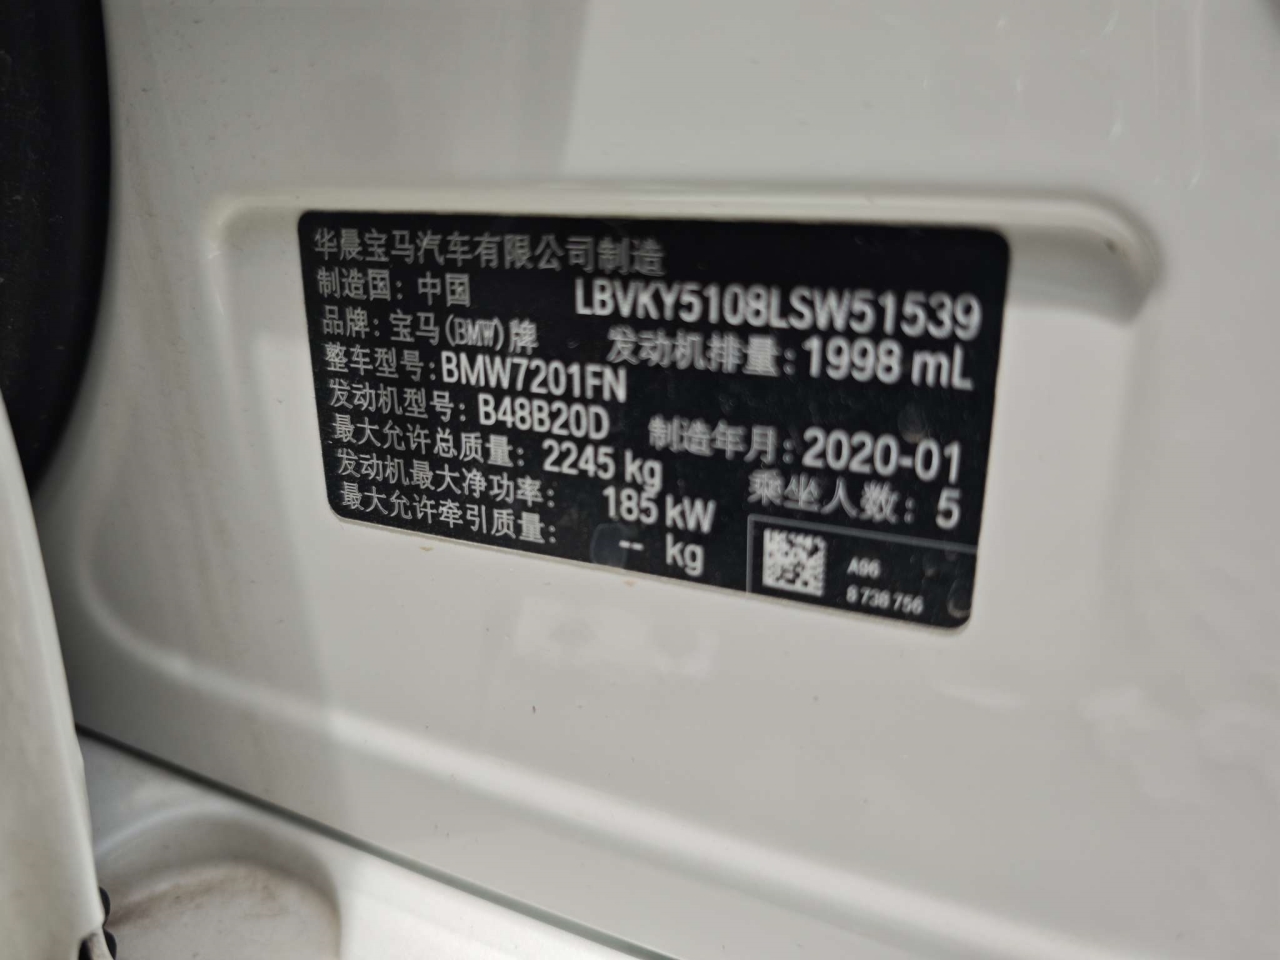 华晨宝马汽车有限公司制造
制造国：中国
LBVKY5108LSW51539
品牌：宝马(BMW)牌
发动机排量：1998 mL
整车型号：BMW7201FN
发动机型号：B48B20D
制造年月：2020-01
最大允许总质量：2245 kg
乘坐人数：5
发动机最大净功率：185 kW
最大允许牵引质量：-- kg
A96
8 738 756